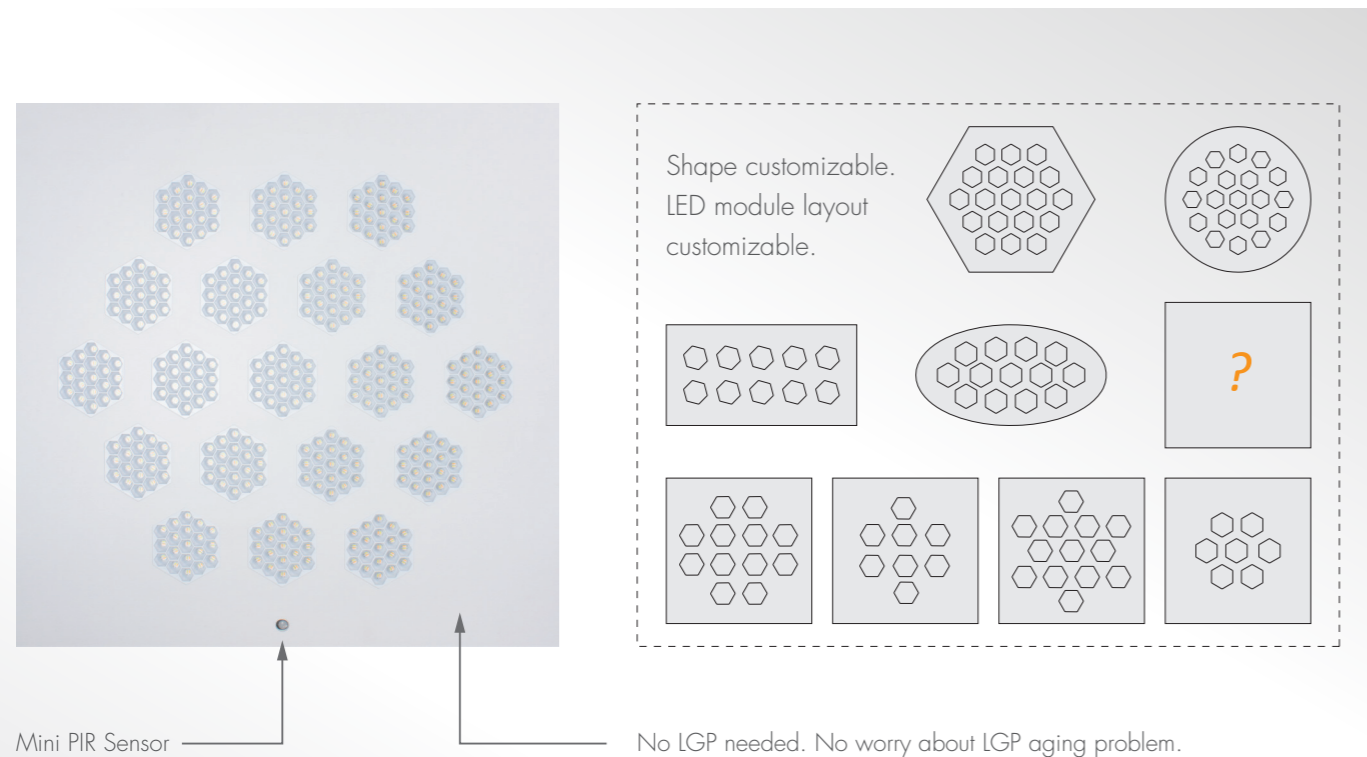 Shape customizable.
LED module layout
customizable.
?
Mini PIR Sensor
No LGP needed. No worry about LGP aging problem.